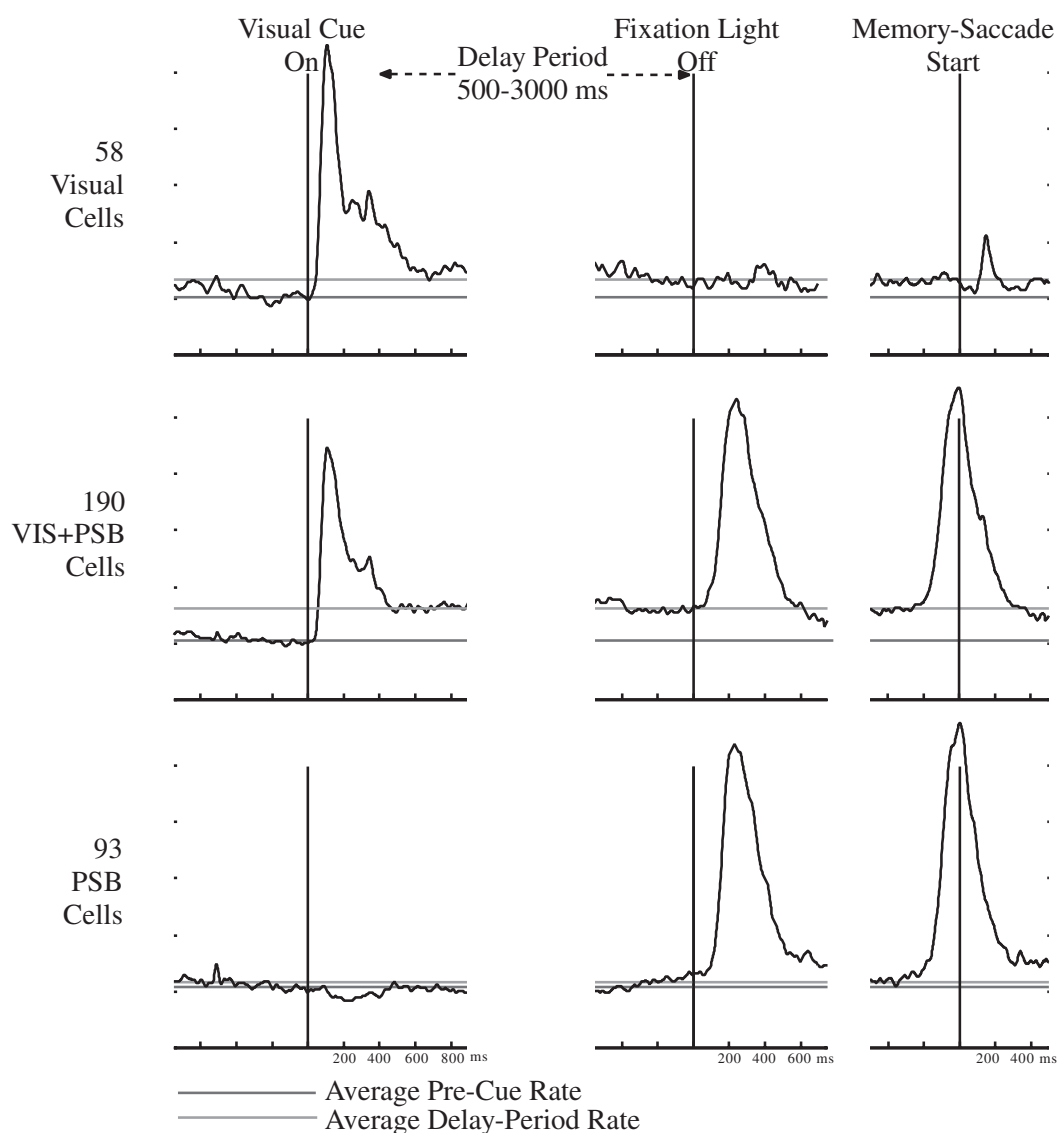 Visual Cue
On
Delay Period
500-3000 ms
Fixation Light
Off
Memory-Saccade
Start
58
Visual
Cells
190
VIS+PSB
Cells
93
PSB
Cells
200 400 600 800 ms
200 400 600 ms
200 400 ms
Average Pre-Cue Rate
Average Delay-Period Rate